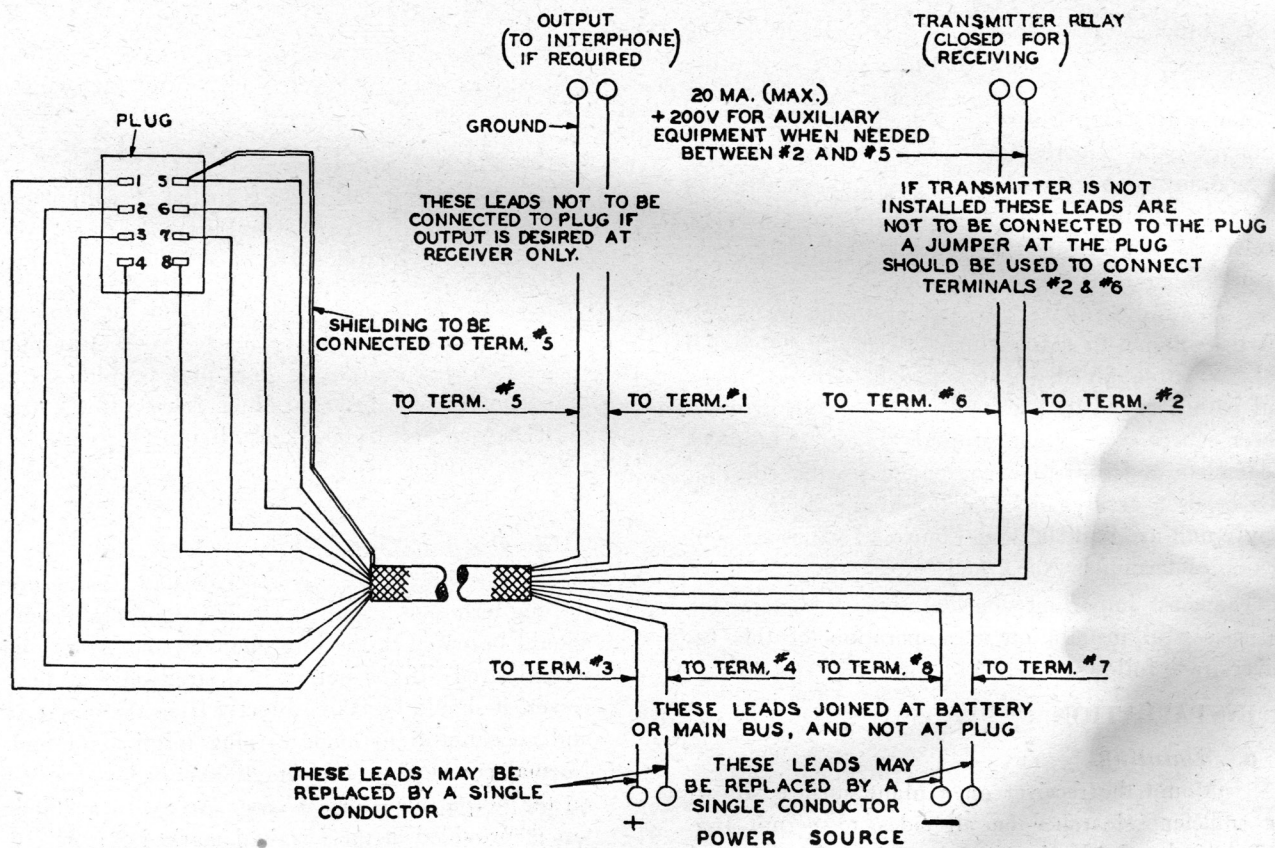 OUTPUT
(TO INTERPHONE)
IF REQUIRED
TRANSMITTER RELAY
(CLOSED FOR)
RECEIVING
20 MA. (MAX.)
+200V FOR AUXILIARY
EQUIPMENT WHEN NEEDED
BETWEEN #2 AND #5
GROUND
PLUG
1 5
2 6
3 7
4 8
THESE LEADS NOT TO BE
CONNECTED TO PLUG IF
OUTPUT IS DESIRED AT
RECEIVER ONLY.
IF TRANSMITTER IS NOT
INSTALLED THESE LEADS ARE
NOT TO BE CONNECTED TO THE PLUG
A JUMPER AT THE PLUG
SHOULD BE USED TO CONNECT
TERMINALS #2 & #6
SHIELDING TO BE
CONNECTED TO TERM. #5
TO TERM. #5
TO TERM. #1
TO TERM. #6
TO TERM. #2
TO TERM. #3
TO TERM. #4
TO TERM. #8
TO TERM. #7
THESE LEADS JOINED AT BATTERY
OR MAIN BUS, AND NOT AT PLUG
THESE LEADS MAY BE
REPLACED BY A SINGLE
CONDUCTOR
THESE LEADS MAY
BE REPLACED BY A
SINGLE CONDUCTOR
+ −
POWER SOURCE